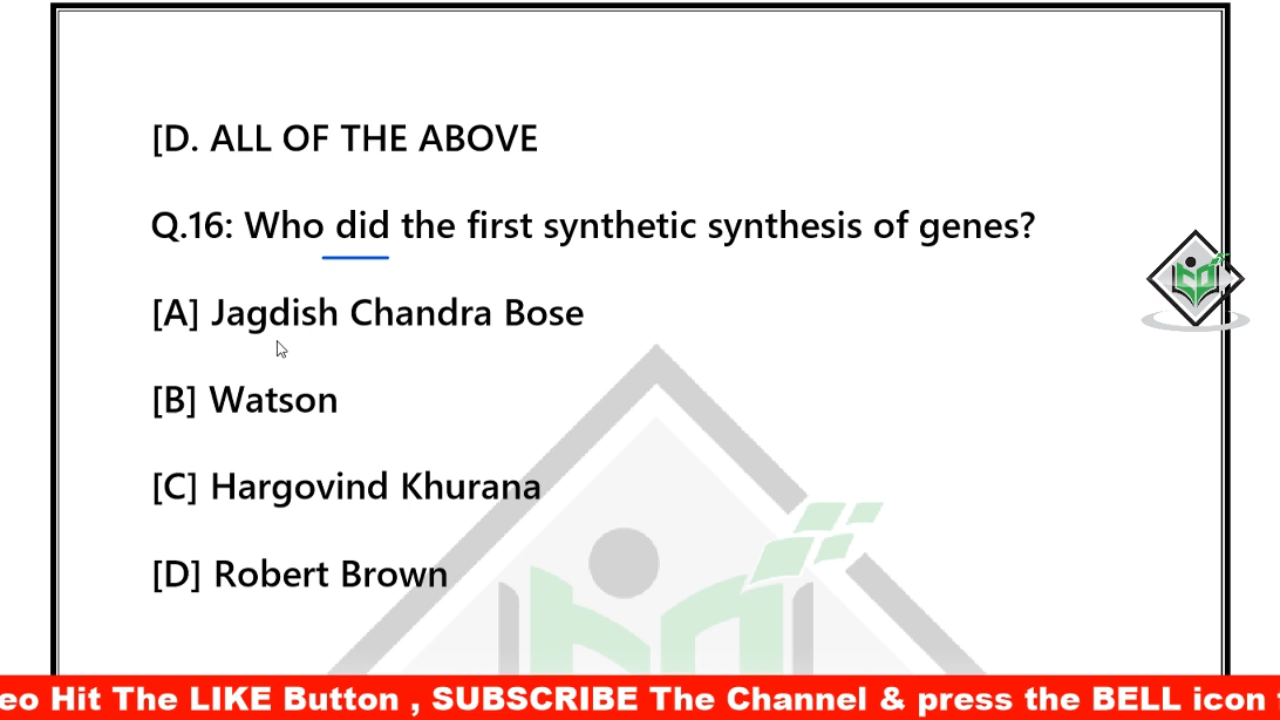 [D. ALL OF THE ABOVE
Q.16: Who did the first synthetic synthesis of genes?
[A] Jagdish Chandra Bose
[B] Watson
[C] Hargovind Khurana
[D] Robert Brown
eo Hit The LIKE Button , SUBSCRIBE The Channel & press the BELL icon